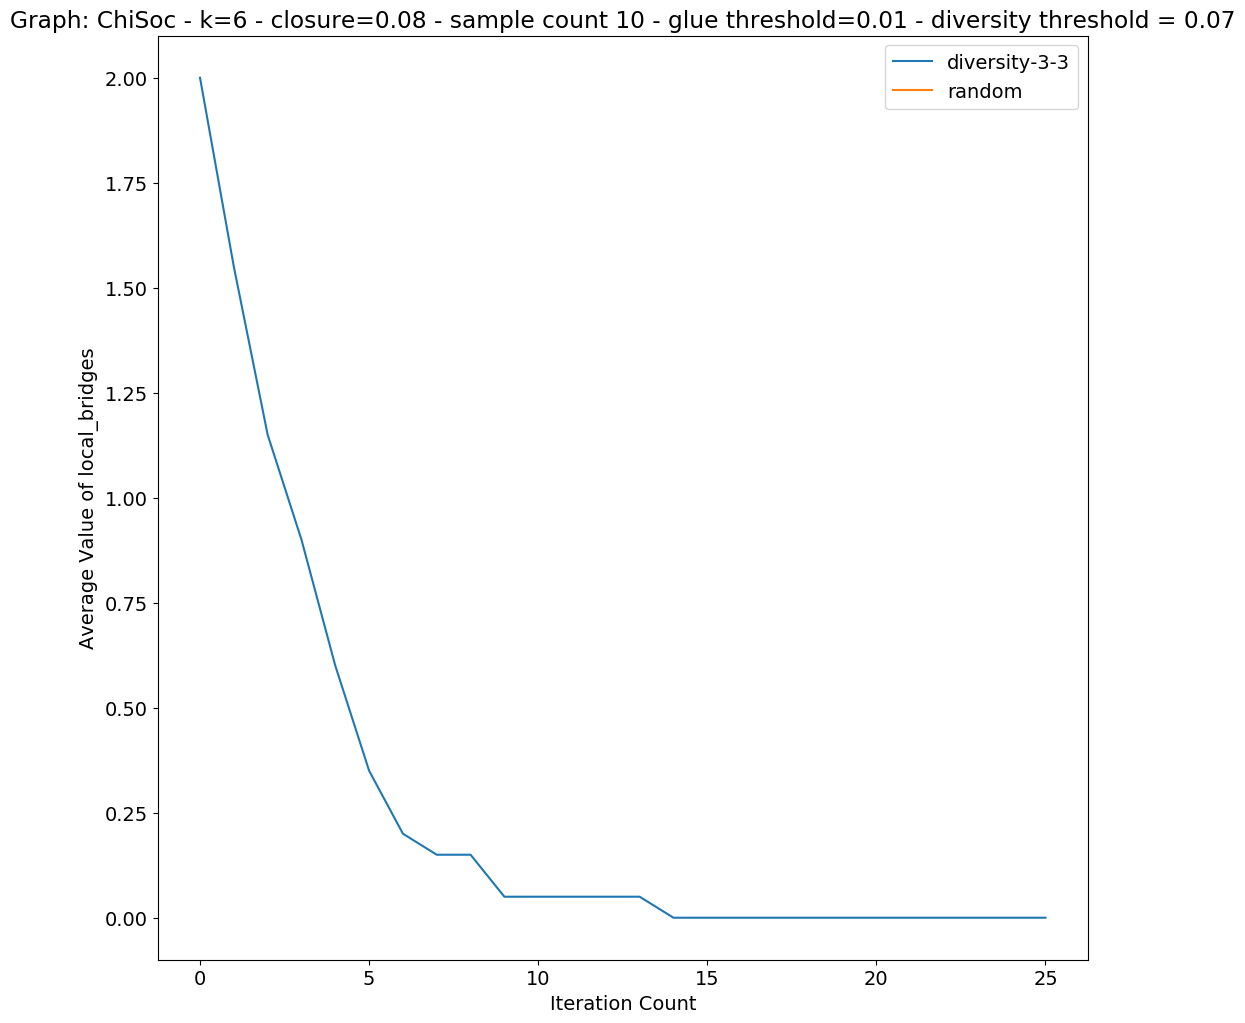 Graph: ChiSoc - k=6 - closure=0.08 - sample count 10 - glue threshold=0.01 - diversity threshold = 0.07
diversity-3-3
random
2.00
1.75
1.50
1.25
1.00
0.75
0.50
0.25
0.00
Average Value of local_bridges
0 5 10 15 20 25
Iteration Count